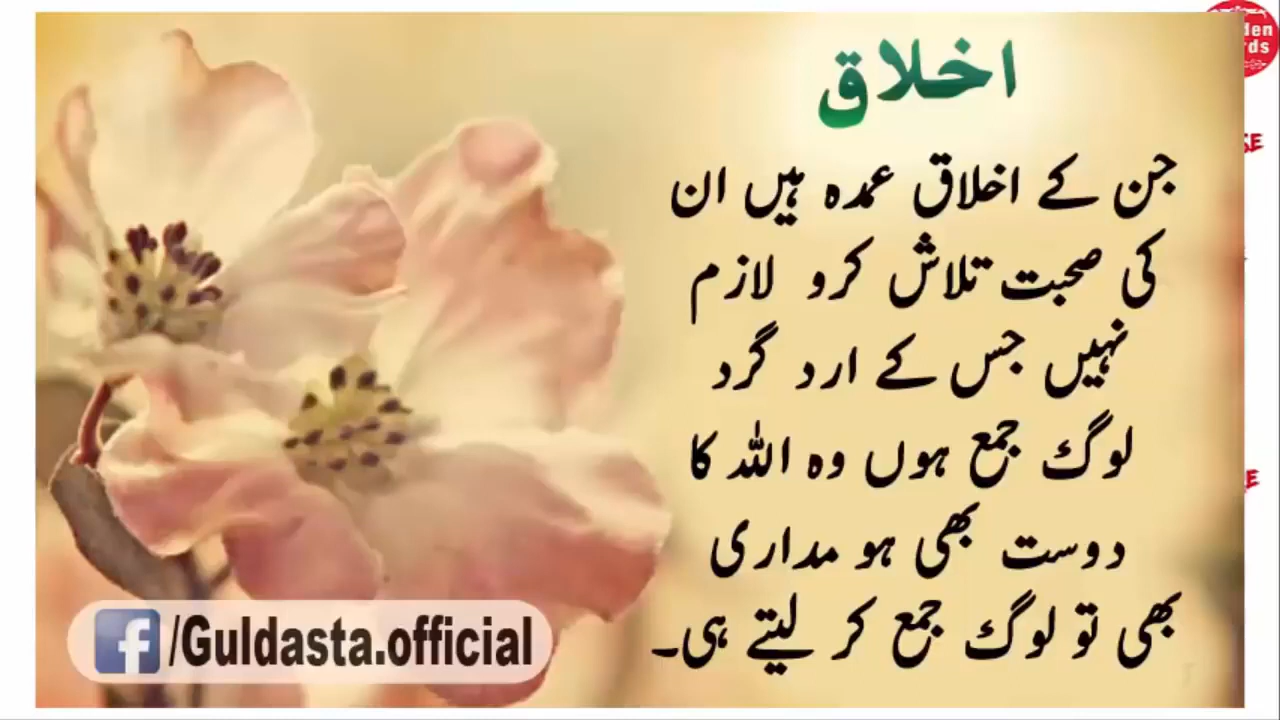 اخلاق
جن کے اخلاق عمدہ ہیں ان
کی صحبت تلاش کرو لازم
نہیں جس کے ارد گرد
لوگ جمع ہوں وہ اللہ کا
دوست بھی ہو مداری
بھی تو لوگ جمع کر لیتے ہی۔
/Guldasta.official